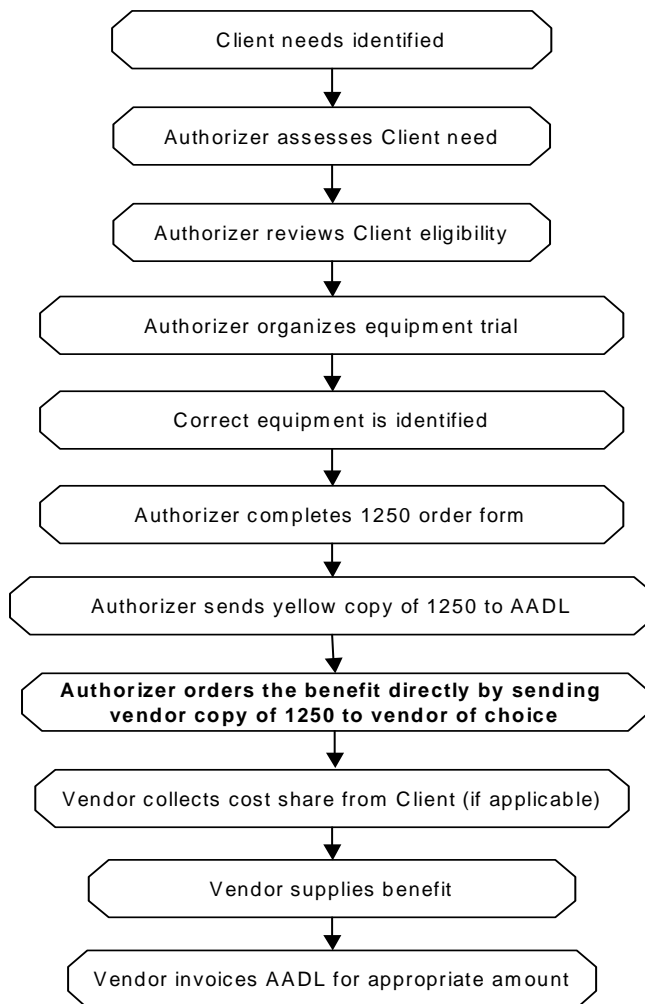 Client needs identified
Authorizer assesses Client need
Authorizer reviews Client eligibility
Authorizer organizes equipment trial
Correct equipment is identified
Authorizer completes 1250 order form
Authorizer sends yellow copy of 1250 to AADL
Authorizer orders the benefit directly by sending
vendor copy of 1250 to vendor of choice
Vendor collects cost share from Client (if applicable)
Vendor supplies benefit
Vendor invoices AADL for appropriate amount